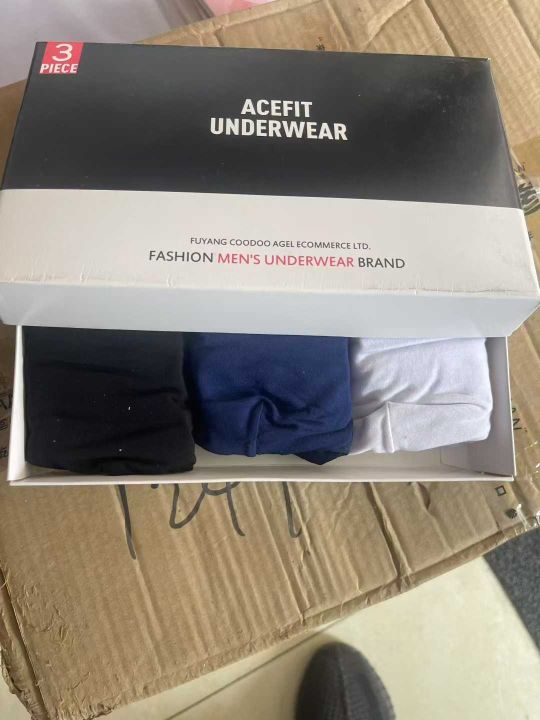 3
PIECE
ACEFIT
UNDERWEAR
FUYANG COODOO AGEL ECOMMERCE LTD.
FASHION MEN'S UNDERWEAR BRAND